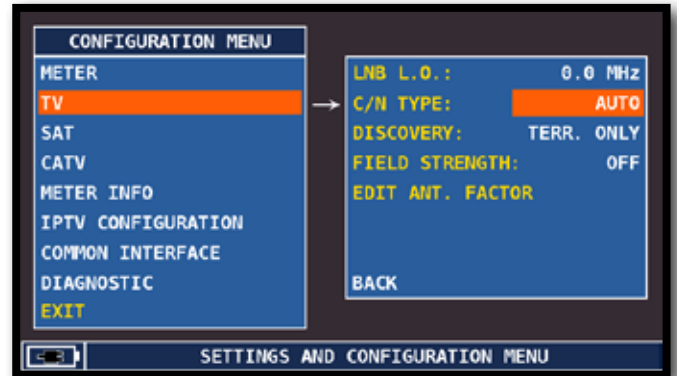 CONFIGURATION MENU
METER
TV
SAT
CATV
METER INFO
IPTV CONFIGURATION
COMMON INTERFACE
DIAGNOSTIC
EXIT
LNB L.O.: 0.0 MHz
C/N TYPE: AUTO
DISCOVERY: TERR. ONLY
FIELD STRENGTH: OFF
EDIT ANT. FACTOR
BACK
SETTINGS AND CONFIGURATION MENU